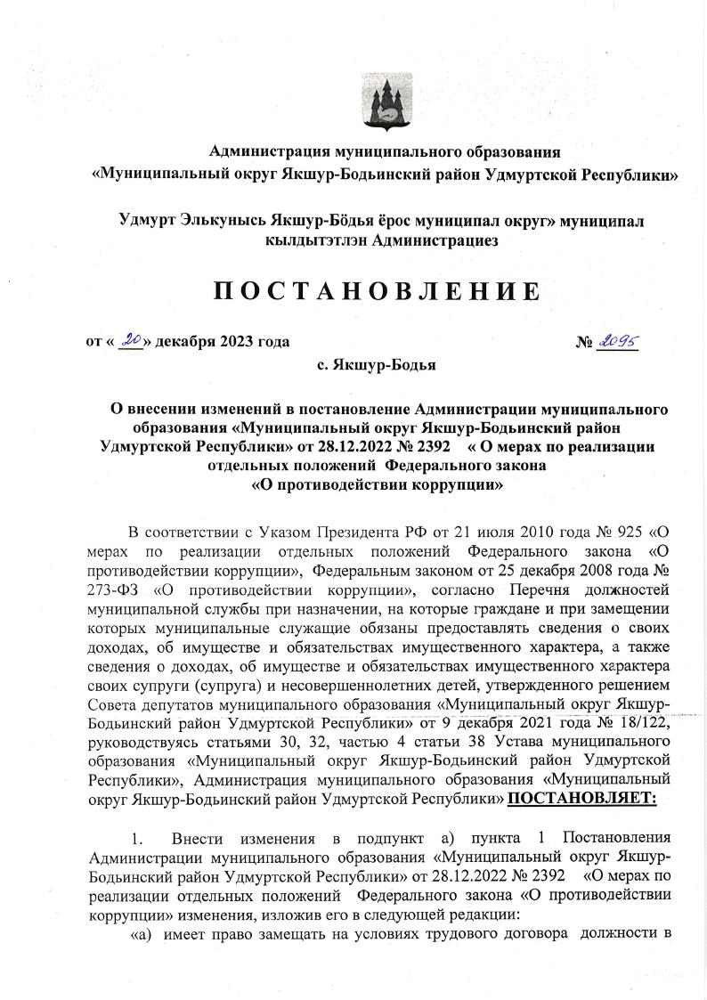 Администрация муниципального образования
«Муниципальный округ Якшур-Бодьинский район Удмуртской Республики»
Удмурт Элькунысь Якшур-Бӧдья ёрос муниципал округ» муниципал
кылдытэтлэн Администрациез
П О С Т А Н О В Л Е Н И Е
от « 20 » декабря 2023 года № 2095
с. Якшур-Бодья
О внесении изменений в постановление Администрации муниципального
образования «Муниципальный округ Якшур-Бодьинский район
Удмуртской Республики» от 28.12.2022 № 2392 « О мерах по реализации
отдельных положений Федерального закона
«О противодействии коррупции»
В соответствии с Указом Президента РФ от 21 июля 2010 года № 925 «О
мерах по реализации отдельных положений Федерального закона «О
противодействии коррупции», Федеральным законом от 25 декабря 2008 года №
273-ФЗ «О противодействии коррупции», согласно Перечня должностей
муниципальной службы при назначении, на которые граждане и при замещении
которых муниципальные служащие обязаны предоставлять сведения о своих
доходах, об имуществе и обязательствах имущественного характера, а также
сведения о доходах, об имуществе и обязательствах имущественного характера
своих супруги (супруга) и несовершеннолетних детей, утвержденного решением
Совета депутатов муниципального образования «Муниципальный округ Якшур-
Бодьинский район Удмуртской Республики» от 9 декабря 2021 года № 18/122,
руководствуясь статьями 30, 32, частью 4 статьи 38 Устава муниципального
образования «Муниципальный округ Якшур-Бодьинский район Удмуртской
Республики», Администрация муниципального образования «Муниципальный
округ Якшур-Бодьинский район Удмуртской Республики» ПОСТАНОВЛЯЕТ:
1. Внести изменения в подпункт а) пункта 1 Постановления
Администрации муниципального образования «Муниципальный округ Якшур-
Бодьинский район Удмуртской Республики» от 28.12.2022 № 2392 «О мерах по
реализации отдельных положений Федерального закона «О противодействии
коррупции» изменения, изложив его в следующей редакции:
«а) имеет право замещать на условиях трудового договора должности в